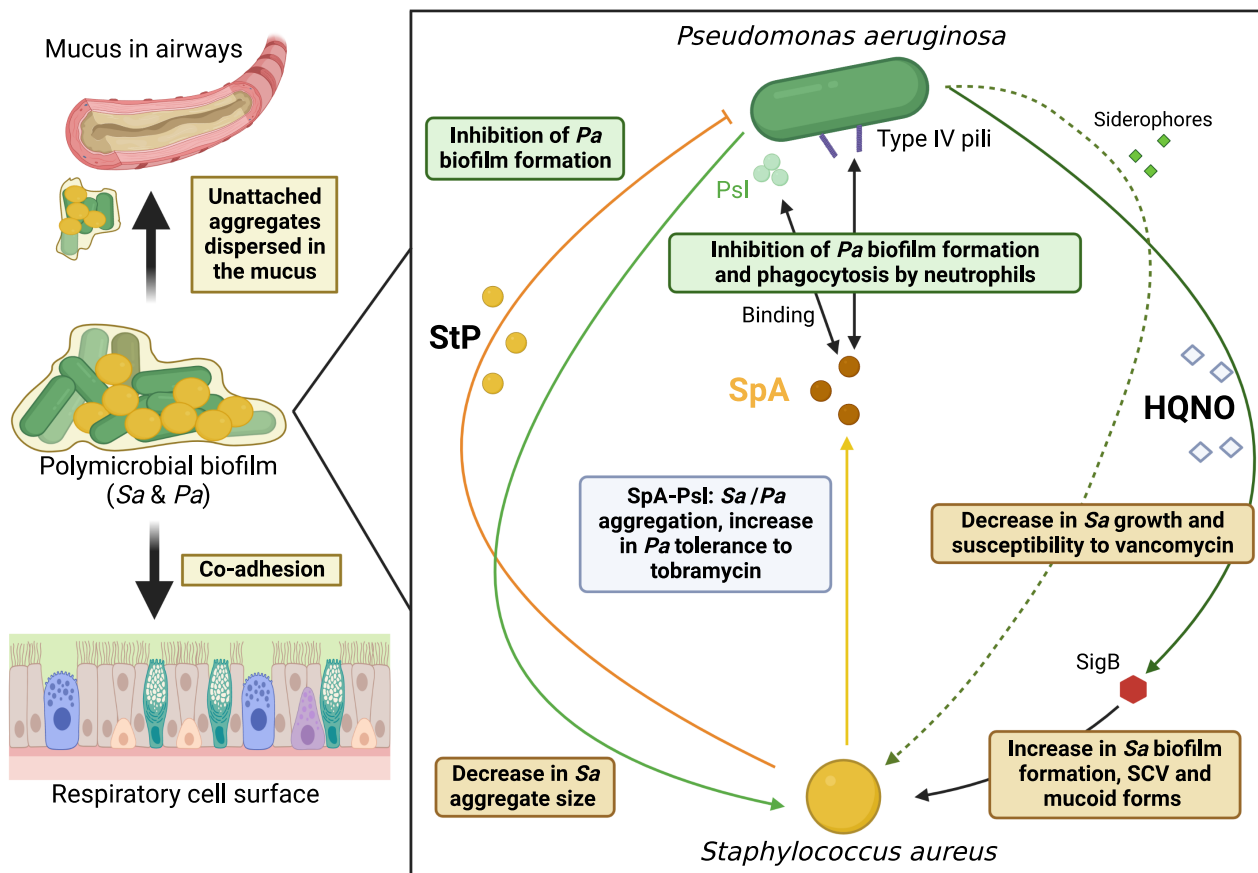 Mucus in airways
Unattached
aggregates
dispersed in
the mucus
Polymicrobial biofilm
(Sa & Pa)
Co-adhesion
Respiratory cell surface
Pseudomonas aeruginosa
Inhibition of Pa
biofilm formation
Type IV pili
Siderophores
Psl
Inhibition of Pa biofilm formation
and phagocytosis by neutrophils
Binding
StP
SpA
HQNO
SpA-Psl: Sa /Pa
aggregation, increase
in Pa tolerance to
tobramycin
Decrease in Sa growth and
susceptibility to vancomycin
SigB
Decrease in Sa
aggregate size
Increase in Sa biofilm
formation, SCV and
mucoid forms
Staphylococcus aureus